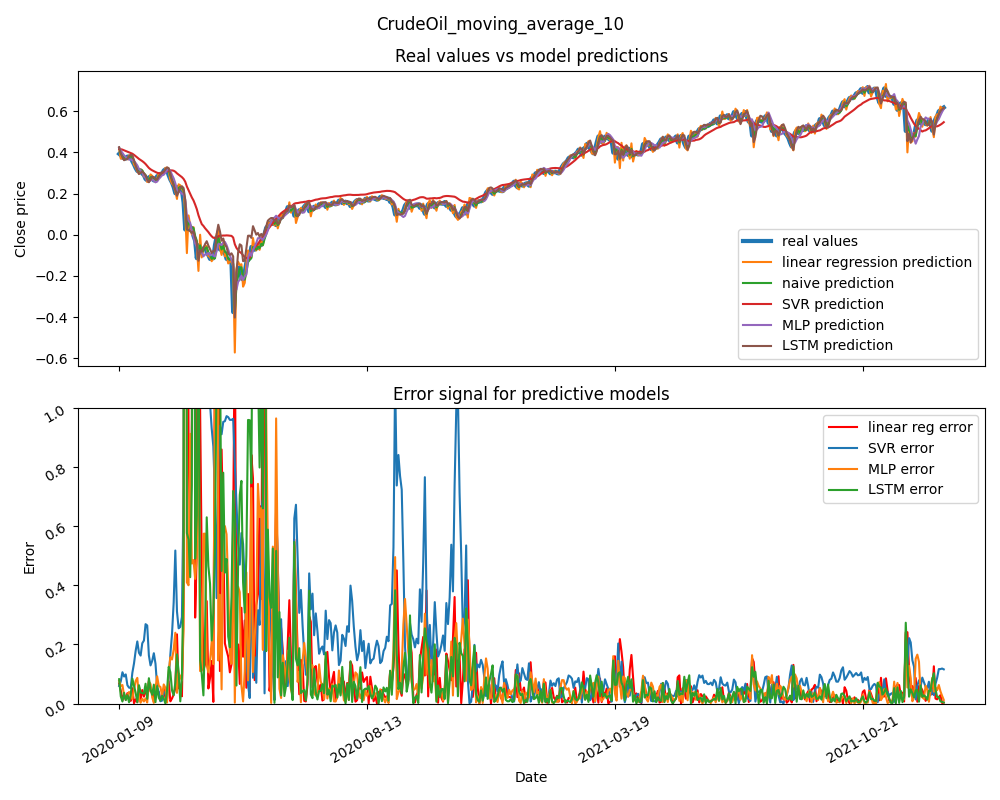 CrudeOil_moving_average_10
Real values vs model predictions
Close price
0.6
0.4
0.2
0.0
−0.2
−0.4
−0.6
real values
linear regression prediction
naive prediction
SVR prediction
MLP prediction
LSTM prediction
Error signal for predictive models
Error
1.0
0.8
0.6
0.4
0.2
0.0
linear reg error
SVR error
MLP error
LSTM error
2020-01-09
2020-08-13
2021-03-19
2021-10-21
Date